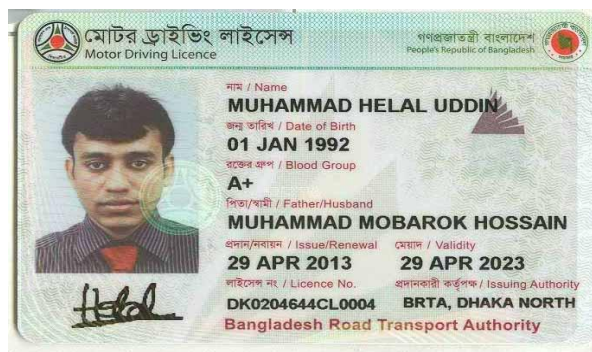 মোটর ড্রাইভিং লাইসেন্স
Motor Driving Licence
গণপ্রজাতন্ত্রী বাংলাদেশ
People's Republic of Bangladesh
নাম / Name
MUHAMMAD HELAL UDDIN
জন্ম তারিখ / Date of Birth
01 JAN 1992
রক্তের গ্রুপ / Blood Group
A+
পিতা/স্বামী / Father/Husband
MUHAMMAD MOBAROK HOSSAIN
প্রদান/নবায়ন / Issue/Renewal মেয়াদ / Validity
29 APR 2013 29 APR 2023
লাইসেন্স নং / Licence No. প্রদানকারী কর্তৃপক্ষ / Issuing Authority
DK0204644CL0004 BRTA, DHAKA NORTH
Helal
Bangladesh Road Transport Authority